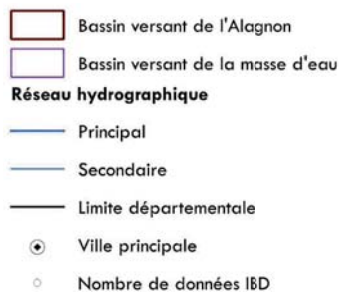 Bassin versant de l'Alagnon
Bassin versant de la masse d'eau
Réseau hydrographique
Principal
Secondaire
Limite départementale
Ville principale
Nombre de données IBD